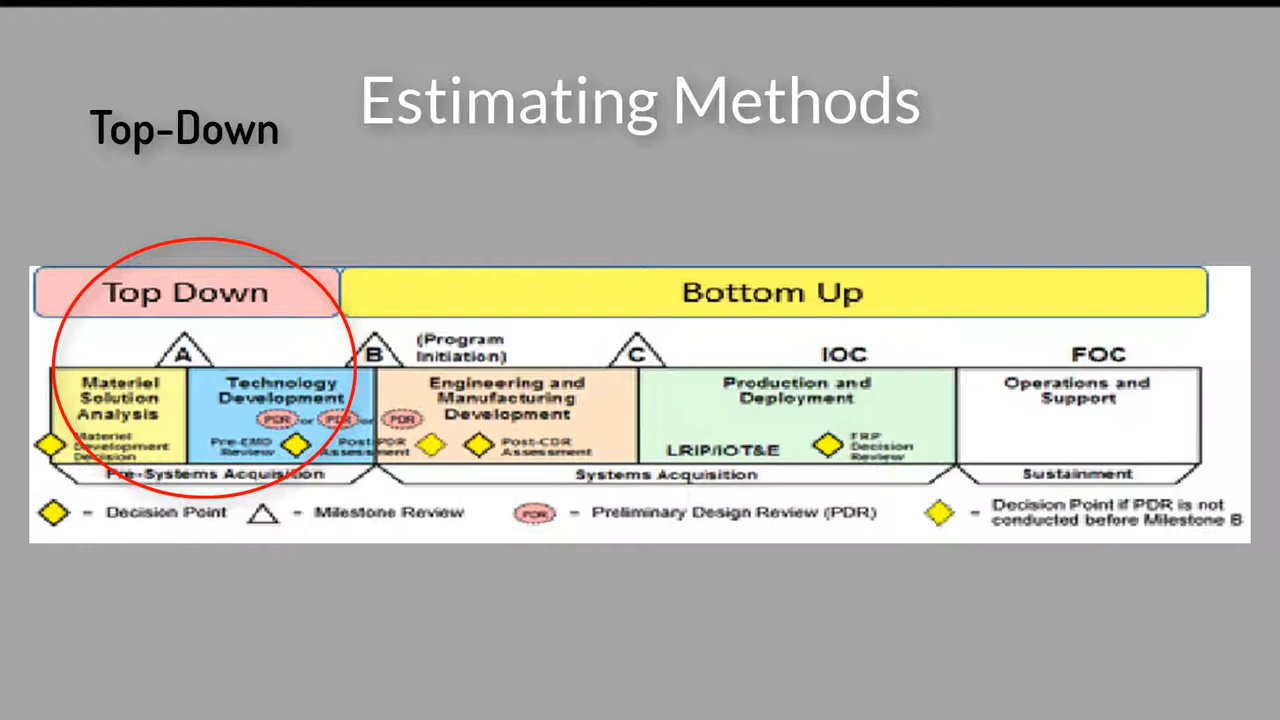 Estimating Methods
Top-Down
Top Down
Bottom Up
A
B
(Program
Initiation)
C
IOC
FOC
Materiel
Solution
Analysis
Materiel
Development
Decision
Technology
Development
PDR or PDR or PDR
Pre-EMD
Review
Post-PDR
Assessment
Engineering and
Manufacturing
Development
Post-CDR
Assessment
Production and
Deployment
LRIP/IOT&E
FRP
Decision
Review
Operations and
Support
Pre-Systems Acquisition
Systems Acquisition
Sustainment
= Decision Point
= Milestone Review
PDR = Preliminary Design Review (PDR)
= Decision Point if PDR is not
conducted before Milestone B